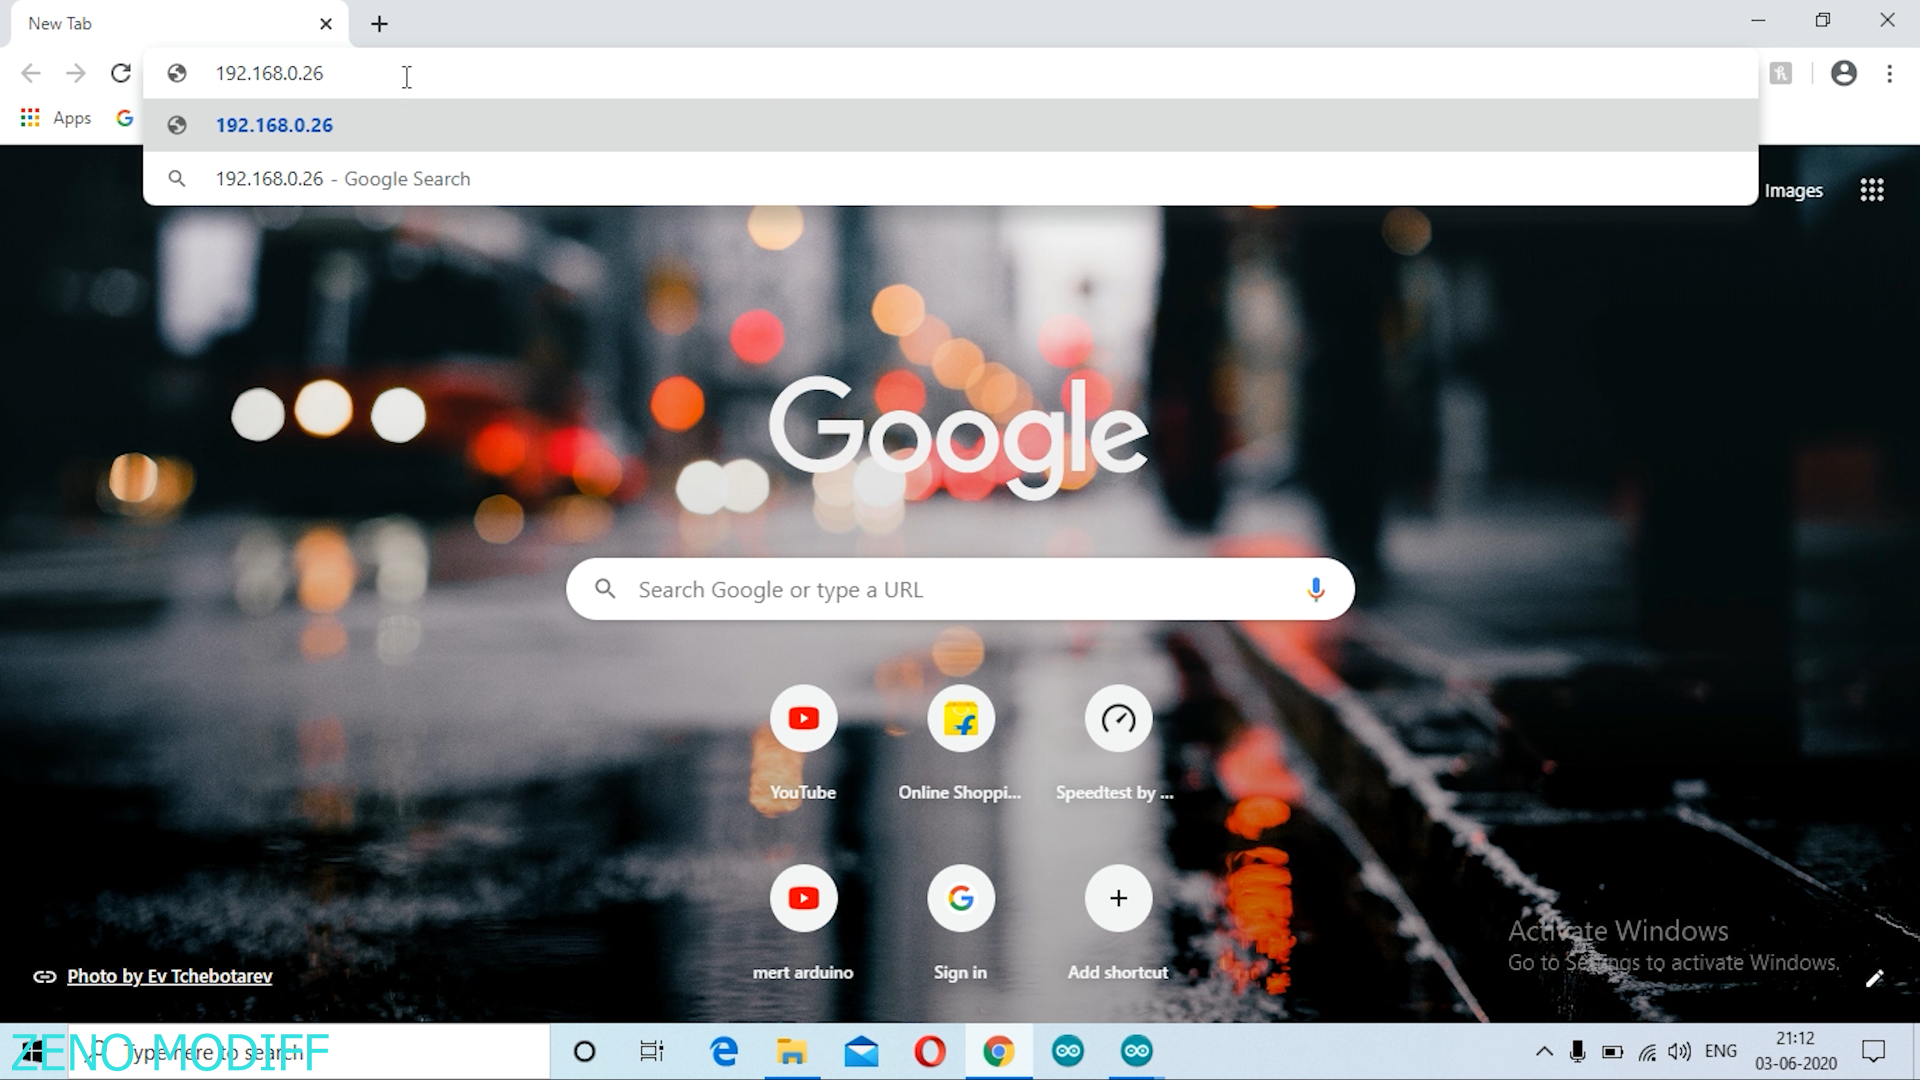 New Tab
192.168.0.26
Apps
192.168.0.26
192.168.0.26 - Google Search
Images
Google
Search Google or type a URL
YouTube
Online Shoppi...
Speedtest by ...
mert arduino
Sign in
Add shortcut
Activate Windows
Go to Settings to activate Windows.
Photo by Ev Tchebotarev
ZENO MODIFF
Type here to search
ENG
21:12
03-06-2020